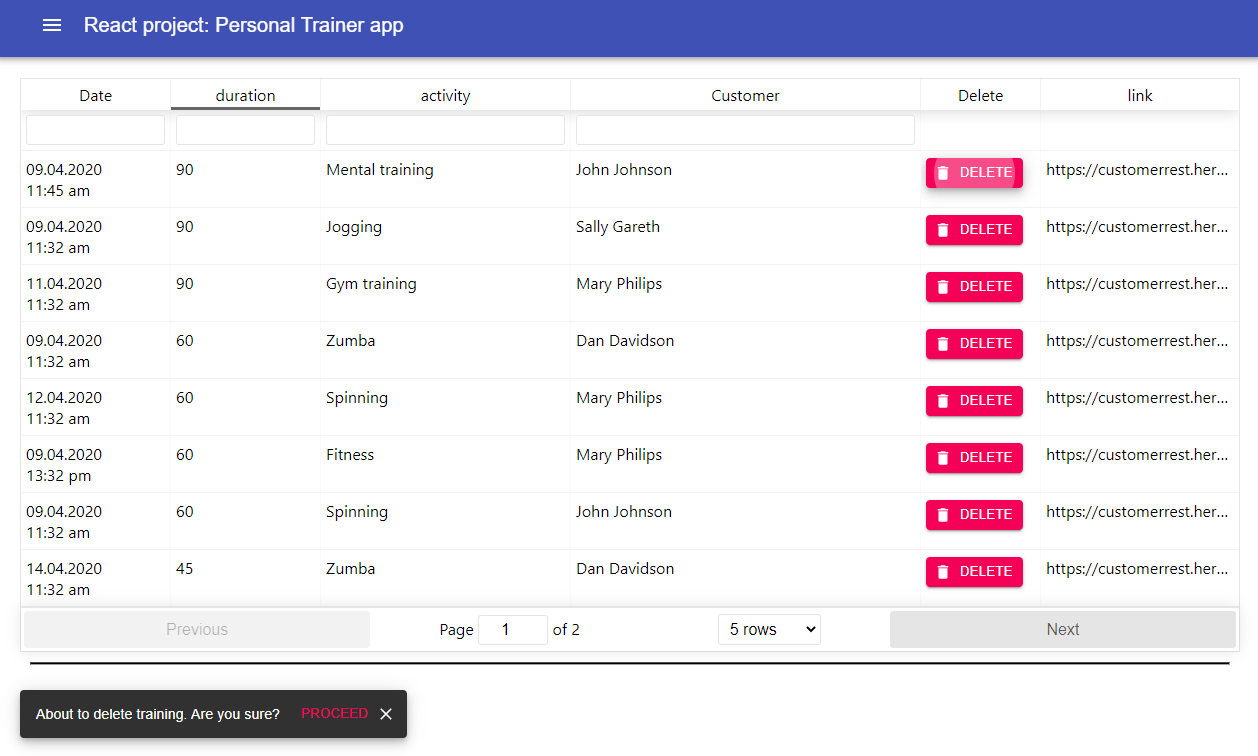 React project: Personal Trainer app
Date duration activity Customer Delete link
09.04.2020 90 Mental training John Johnson DELETE https://customerrest.her...
11:45 am
09.04.2020 90 Jogging Sally Gareth DELETE https://customerrest.her...
11:32 am
11.04.2020 90 Gym training Mary Philips DELETE https://customerrest.her...
11:32 am
09.04.2020 60 Zumba Dan Davidson DELETE https://customerrest.her...
11:32 am
12.04.2020 60 Spinning Mary Philips DELETE https://customerrest.her...
11:32 am
09.04.2020 60 Fitness Mary Philips DELETE https://customerrest.her...
13:32 pm
09.04.2020 60 Spinning John Johnson DELETE https://customerrest.her...
11:32 am
14.04.2020 45 Zumba Dan Davidson DELETE https://customerrest.her...
11:32 am
Previous Page 1 of 2 5 rows Next
About to delete training. Are you sure? PROCEED